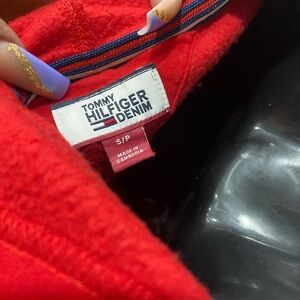 TOMMY
HILFIGER
DENIM
S/P
MADE IN
CAMBODIA